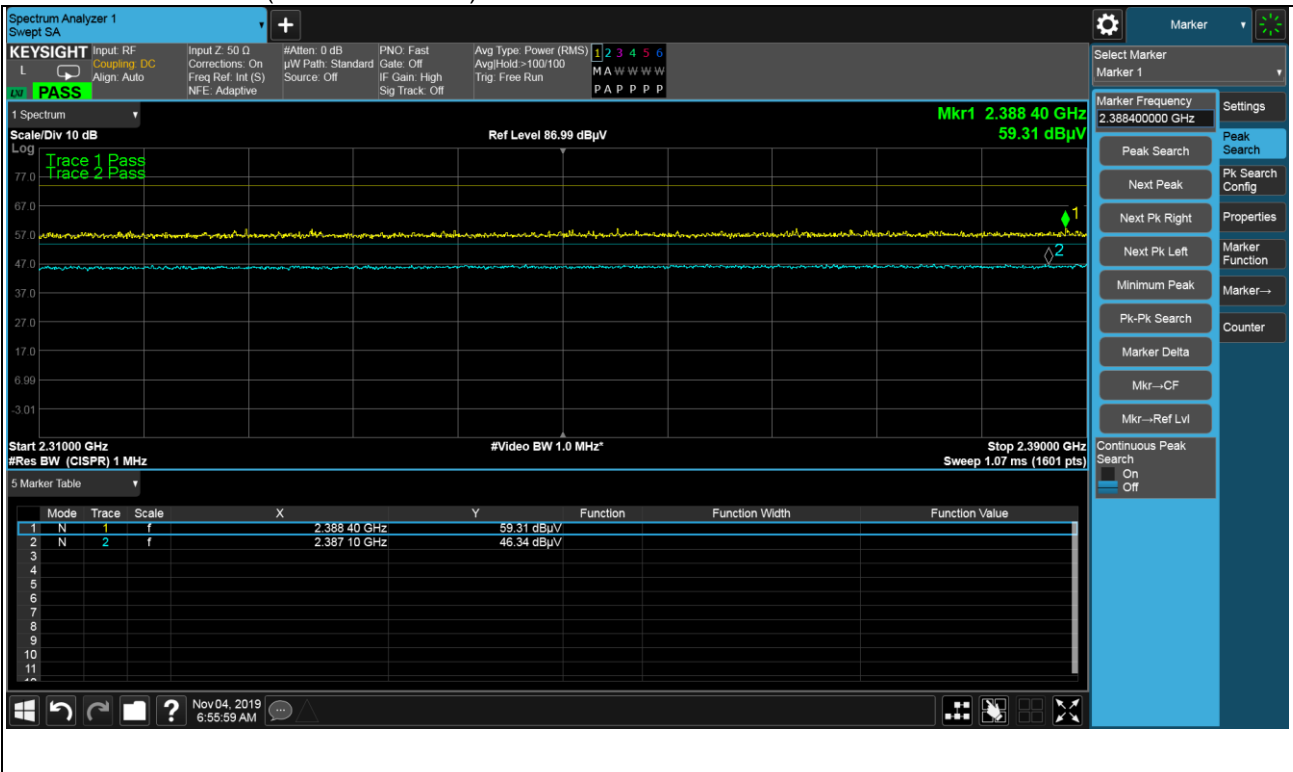 Spectrum Analyzer 1
Swept SA
+
Marker
KEYSIGHT
L
LXI
PASS
Input: RF
Coupling: DC
Align: Auto
Input Z: 50 Ω
Corrections: On
Freq Ref: Int (S)
NFE: Adaptive
#Atten: 0 dB
µW Path: Standard
Source: Off
PNO: Fast
Gate: Off
IF Gain: High
Sig Track: Off
Avg Type: Power (RMS)
Avg|Hold:>100/100
Trig: Free Run
1 2 3 4 5 6
M A W W W W
P A P P P P
Select Marker
Marker 1
1 Spectrum
Scale/Div 10 dB
Log
Ref Level 86.99 dBµV
Mkr1 2.388 40 GHz
59.31 dBµV
Trace 1 Pass
Trace 2 Pass
77.0
67.0
57.0
47.0
37.0
27.0
17.0
6.99
-3.01
1
2
Start 2.31000 GHz
#Res BW (CISPR) 1 MHz
#Video BW 1.0 MHz*
Stop 2.39000 GHz
Sweep 1.07 ms (1601 pts)
5 Marker Table
Mode Trace Scale X Y Function Function Width Function Value
1 N 1 f 2.388 40 GHz 59.31 dBµV
2 N 2 f 2.387 10 GHz 46.34 dBµV
3
4
5
6
7
8
9
10
11
Marker Frequency
2.388400000 GHz
Peak Search
Next Peak
Next Pk Right
Next Pk Left
Minimum Peak
Pk-Pk Search
Marker Delta
Mkr→CF
Mkr→Ref Lvl
Continuous Peak
Search
On
Off
Settings
Peak
Search
Pk Search
Config
Properties
Marker
Function
Marker→
Counter
?
Nov 04, 2019
6:55:59 AM